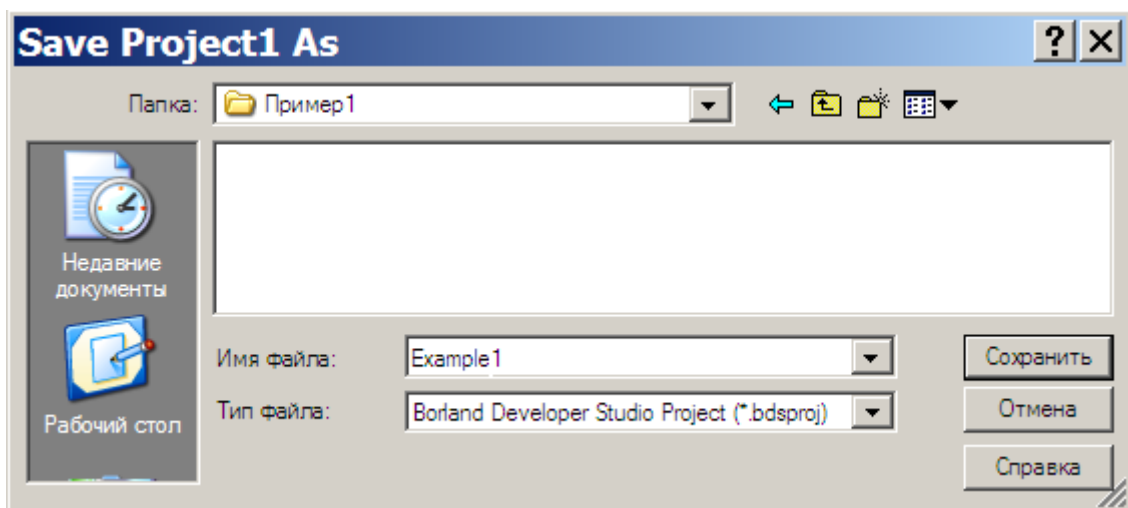 Save Project1 As
Папка: Пример1
Недавние
документы
Рабочий стол
Имя файла: Example1
Тип файла: Borland Developer Studio Project (*.bdsproj)
Сохранить
Отмена
Справка